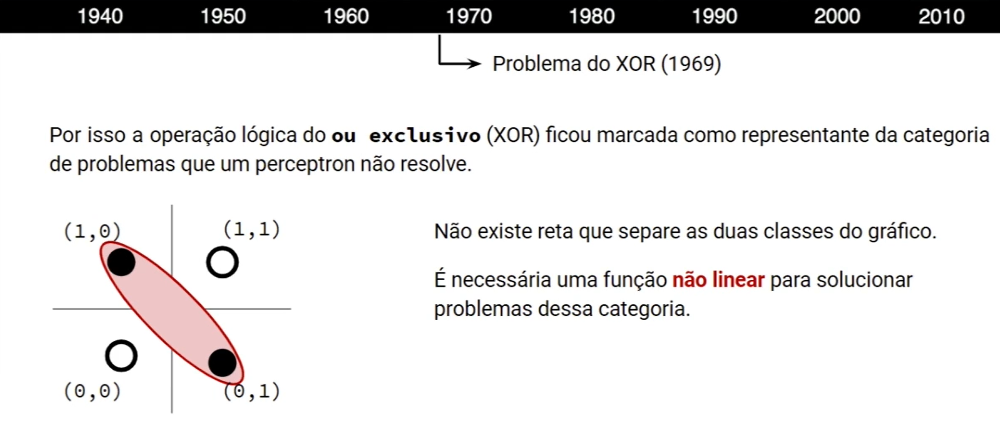 1940 1950 1960 1970 1980 1990 2000 2010
Problema do XOR (1969)
Por isso a operação lógica do ou exclusivo (XOR) ficou marcada como representante da categoria
de problemas que um perceptron não resolve.
(1,0) (1,1)
(0,0) (0,1)
Não existe reta que separe as duas classes do gráfico.
É necessária uma função não linear para solucionar
problemas dessa categoria.